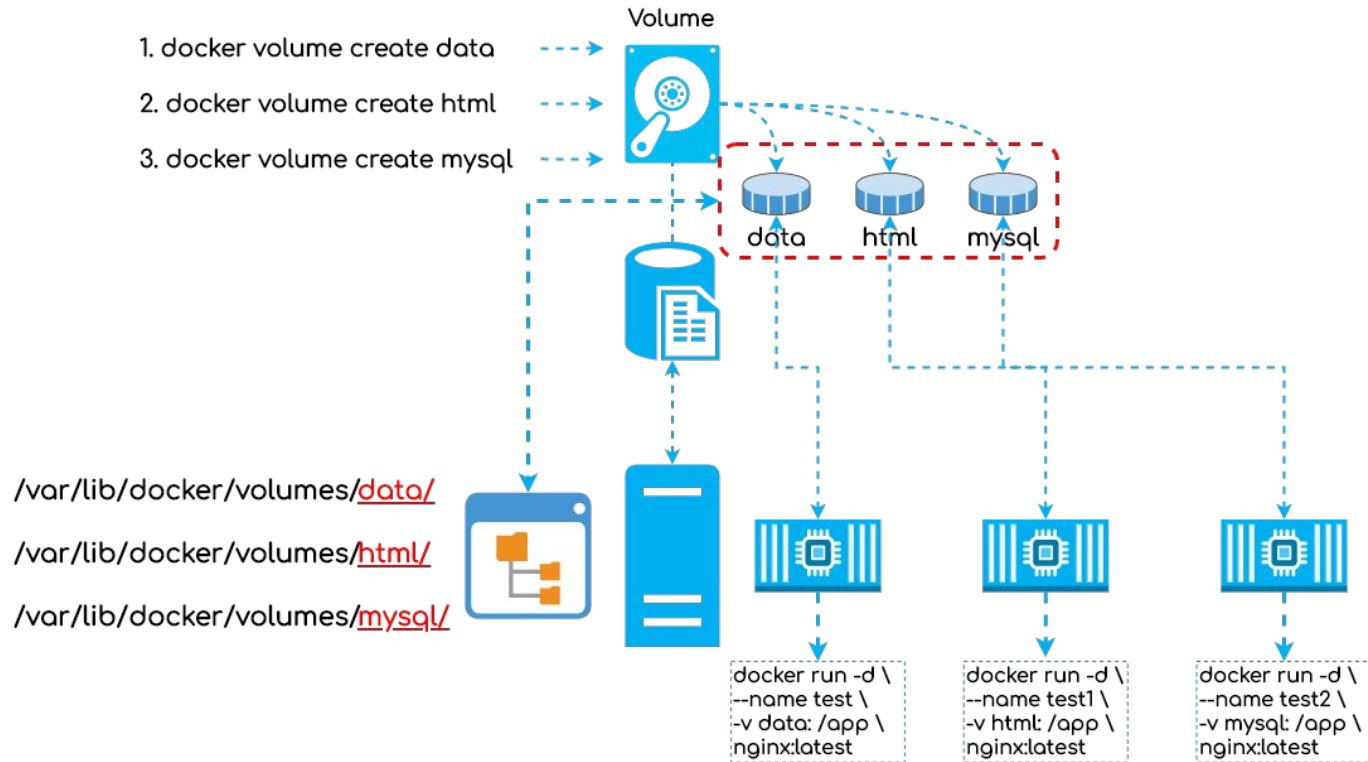 Volume
1. docker volume create data
2. docker volume create html
3. docker volume create mysql
data html mysql
/var/lib/docker/volumes/data/
/var/lib/docker/volumes/html/
/var/lib/docker/volumes/mysql/
docker run -d \
--name test \
-v data: /app \
nginx:latest
docker run -d \
--name test1 \
-v html: /app \
nginx:latest
docker run -d \
--name test2 \
-v mysql: /app \
nginx:latest